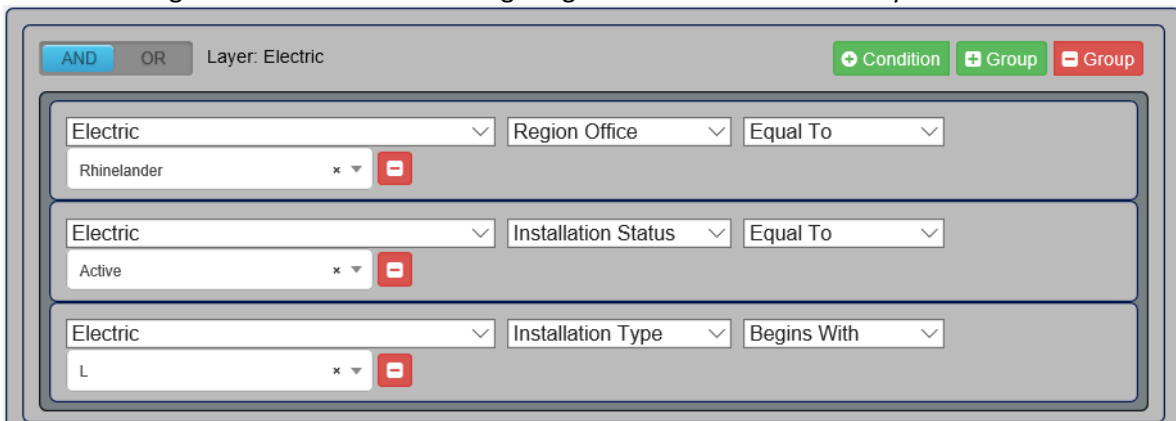 AND OR Layer: Electric Condition Group Group
Electric Region Office Equal To
Rhinelander
Electric Installation Status Equal To
Active
Electric Installation Type Begins With
L